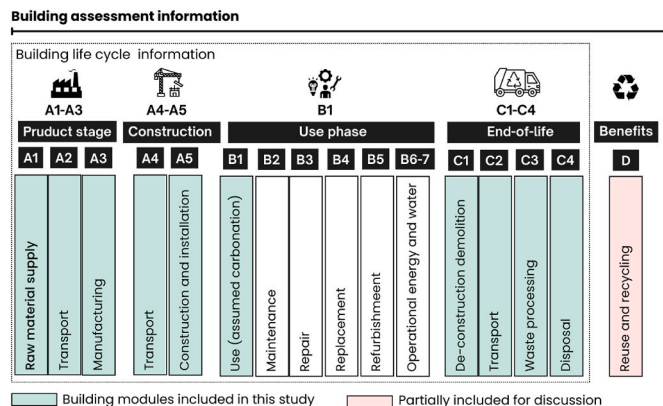 Building assessment information
Building life cycle information
A1-A3
A4-A5
B1
C1-C4
Pruduct stage
Construction
Use phase
End-of-life
Benefits
A1
A2
A3
A4
A5
B1
B2
B3
B4
B5
B6-7
C1
C2
C3
C4
D
Raw material supply
Transport
Manufacturing
Transport
Construction and installation
Use (assumed carbonation)
Maintenance
Repair
Replacement
Refurbishmeent
Operational energy and water
De-construction demolition
Transport
Waste processing
Disposal
Reuse and recycling
Building modules included in this study
Partially included for discussion